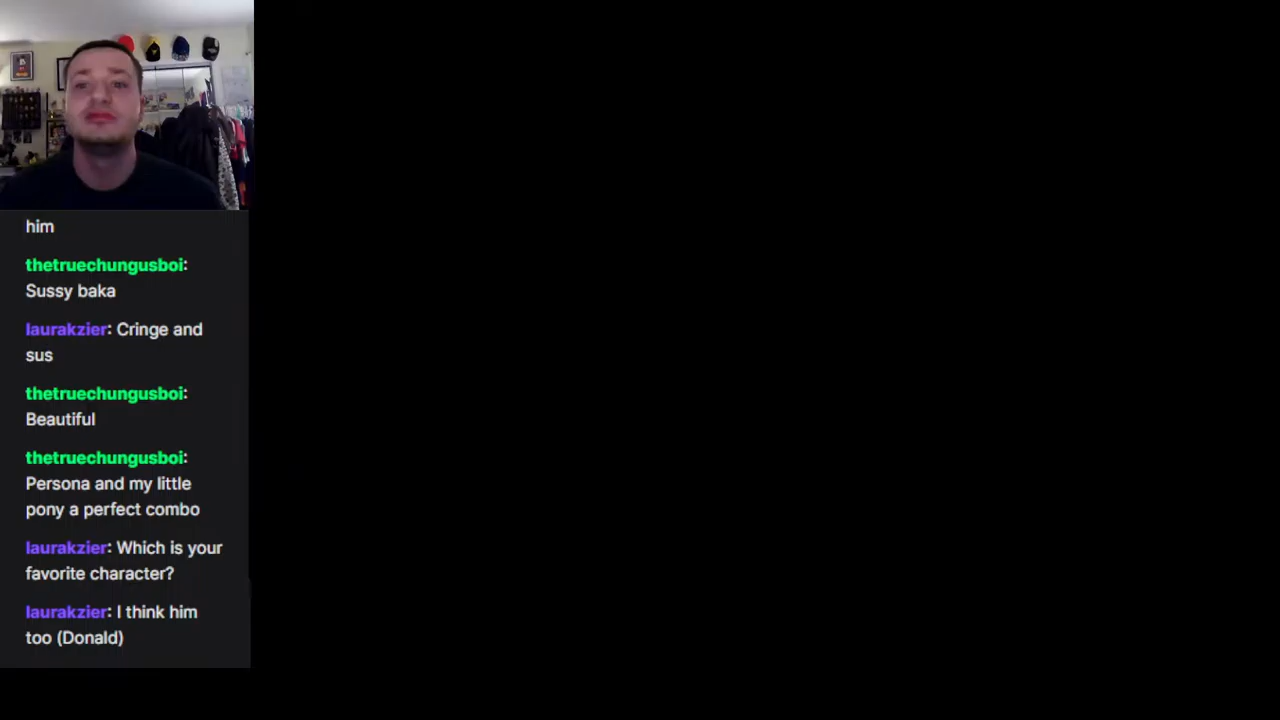 him
thetruechungusboi:
Sussy baka
laurakzier: Cringe and
sus
thetruechungusboi:
Beautiful
thetruechungusboi:
Persona and my little
pony a perfect combo
laurakzier: Which is your
favorite character?
laurakzier: I think him
too (Donald)